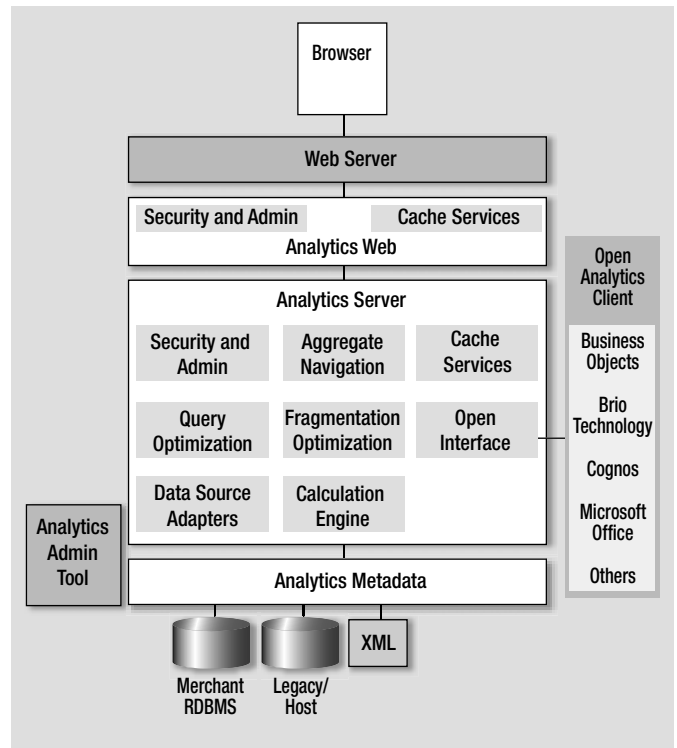 Browser
Web Server
Security and Admin
Cache Services
Analytics Web
Analytics Server
Security and
Admin
Aggregate
Navigation
Cache
Services
Query
Optimization
Fragmentation
Optimization
Open
Interface
Data Source
Adapters
Calculation
Engine
Open
Analytics
Client
Business
Objects
Brio
Technology
Cognos
Microsoft
Office
Others
Analytics
Admin
Tool
Analytics Metadata
Merchant
RDBMS
Legacy/
Host
XML